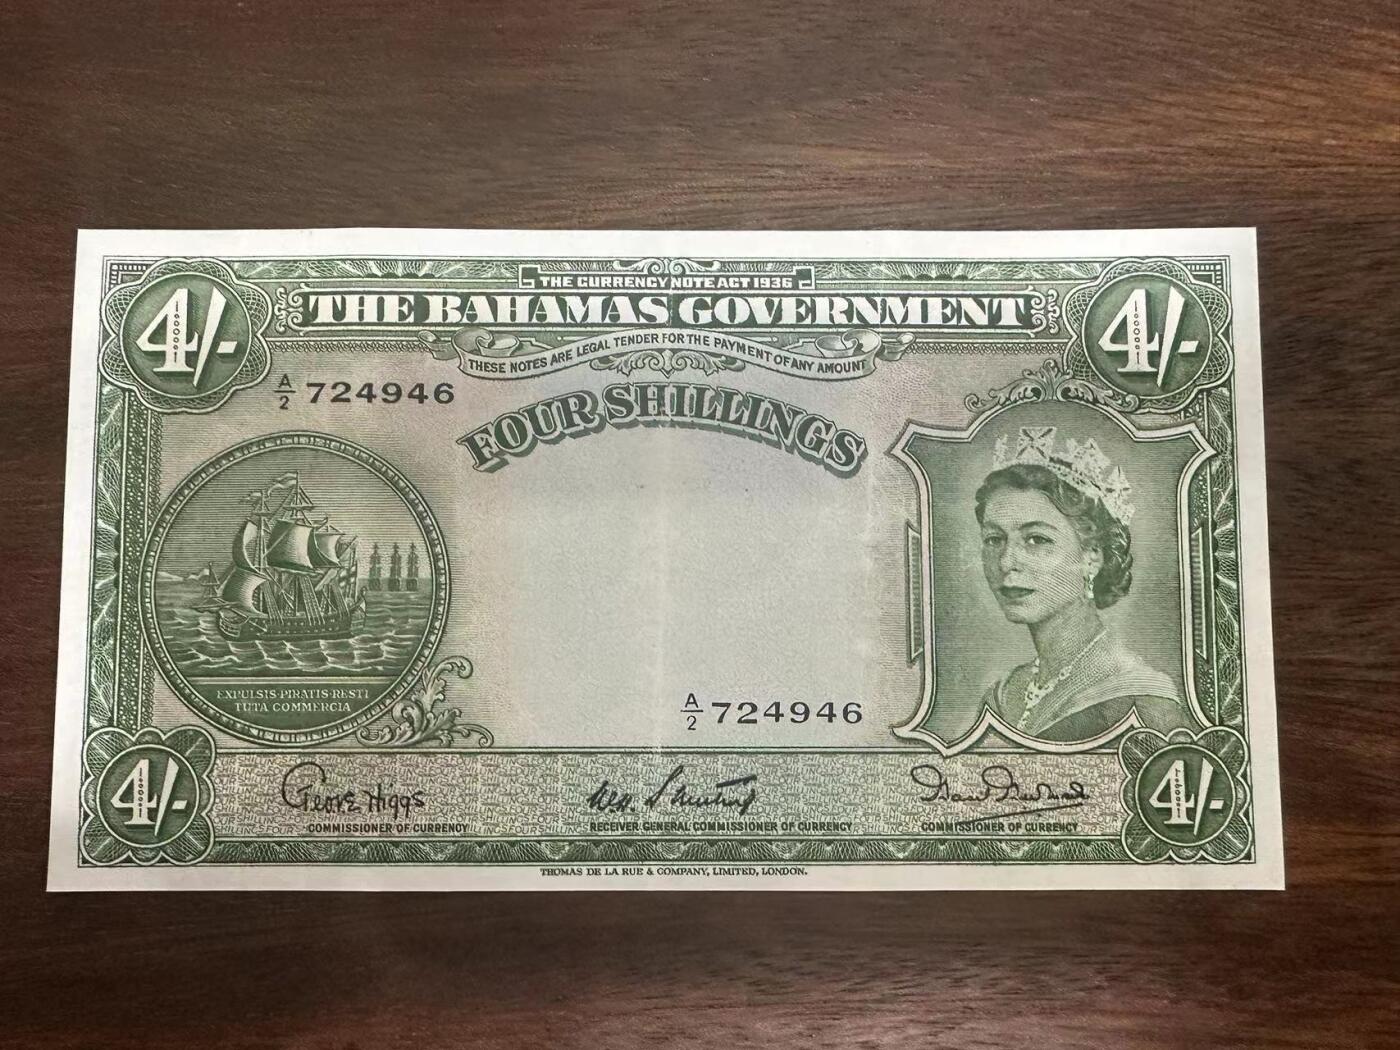 THE CURRENCY NOTE ACT 1936
THE BAHAMAS GOVERNMENT
4/-
4/-
THESE NOTES ARE LEGAL TENDER FOR THE PAYMENT OF ANY AMOUNT
A/2 724946
FOUR SHILLINGS
EXPULSIS PIRATIS RESTI
TUTA COMMERCIA
A/2 724946
4/-
4/-
George Higgs
COMMISSIONER OF CURRENCY
RECEIVER GENERAL COMMISSIONER OF CURRENCY
COMMISSIONER OF CURRENCY
THOMAS DE LA RUE & COMPANY, LIMITED, LONDON.